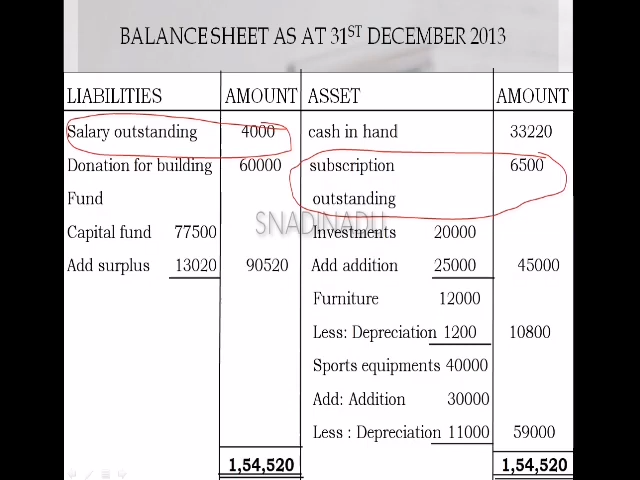 BALANCE SHEET AS AT 31ST DECEMBER 2013
LIABILITIES AMOUNT ASSET AMOUNT
Salary outstanding 4000 cash in hand 33220
Donation for building 60000 subscription 6500
Fund outstanding
SNADINADU
Capital fund 77500 Investments 20000
Add surplus 13020 90520 Add addition 25000 45000
Furniture 12000
Less: Depreciation 1200 10800
Sports equipments 40000
Add: Addition 30000
Less : Depreciation 11000 59000
1,54,520 1,54,520